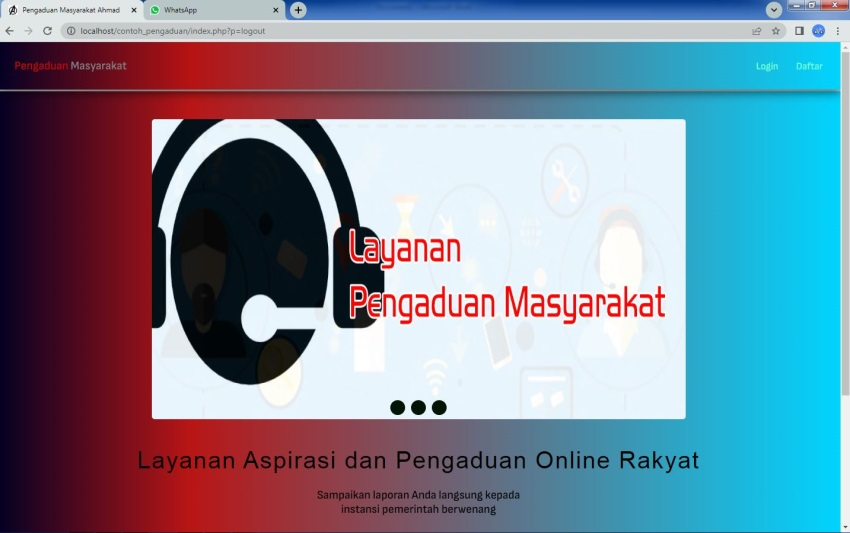 Pengaduan Masyarakat Ahmad
WhatsApp
localhost/contoh_pengaduan/index.php?p=logout
Pengaduan Masyarakat
Login Daftar
Layanan
Pengaduan Masyarakat
Layanan Aspirasi dan Pengaduan Online Rakyat
Sampaikan laporan Anda langsung kepada
instansi pemerintah berwenang